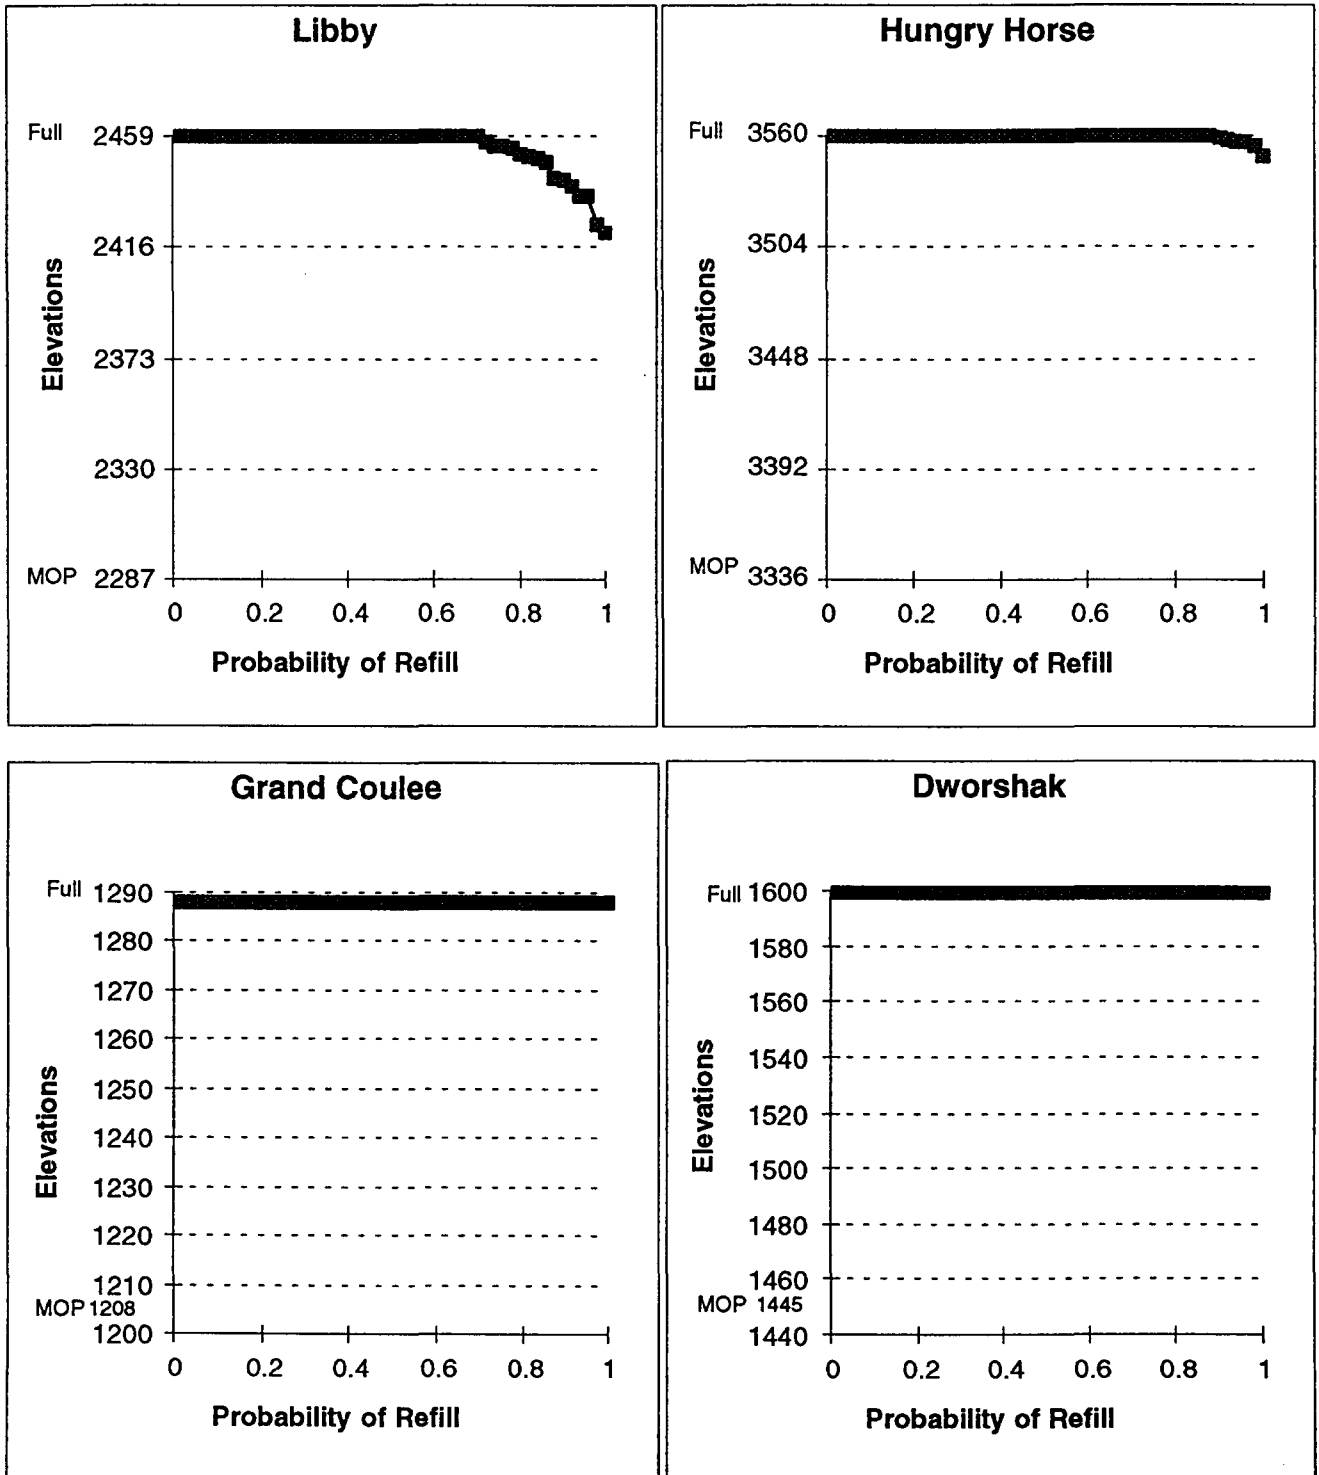 Libby
Full 2459
2416
2373
2330
MOP 2287
Elevations
0 0.2 0.4 0.6 0.8 1
Probability of Refill
Hungry Horse
Full 3560
3504
3448
3392
MOP 3336
Elevations
0 0.2 0.4 0.6 0.8 1
Probability of Refill
Grand Coulee
Full 1290
1280
1270
1260
1250
1240
1230
1220
1210
MOP 1208
1200
Elevations
0 0.2 0.4 0.6 0.8 1
Probability of Refill
Dworshak
Full 1600
1580
1560
1540
1520
1500
1480
1460
MOP 1445
1440
Elevations
0 0.2 0.4 0.6 0.8 1
Probability of Refill